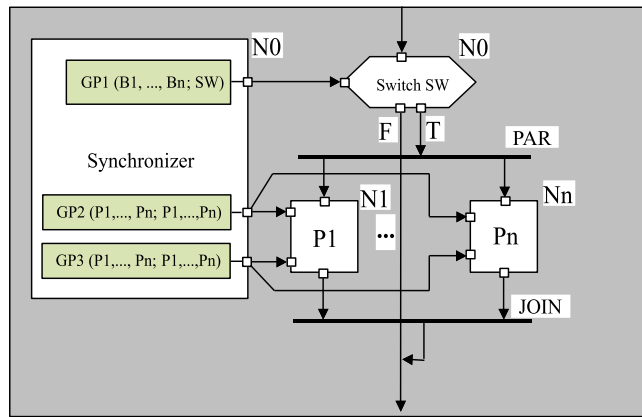 N0
N0
GP1 (B1, ..., Bn; SW)
Switch SW
F
T
PAR
Synchronizer
N1
Nn
GP2 (P1,..., Pn; P1,...,Pn)
P1
...
Pn
GP3 (P1,..., Pn; P1,...,Pn)
JOIN